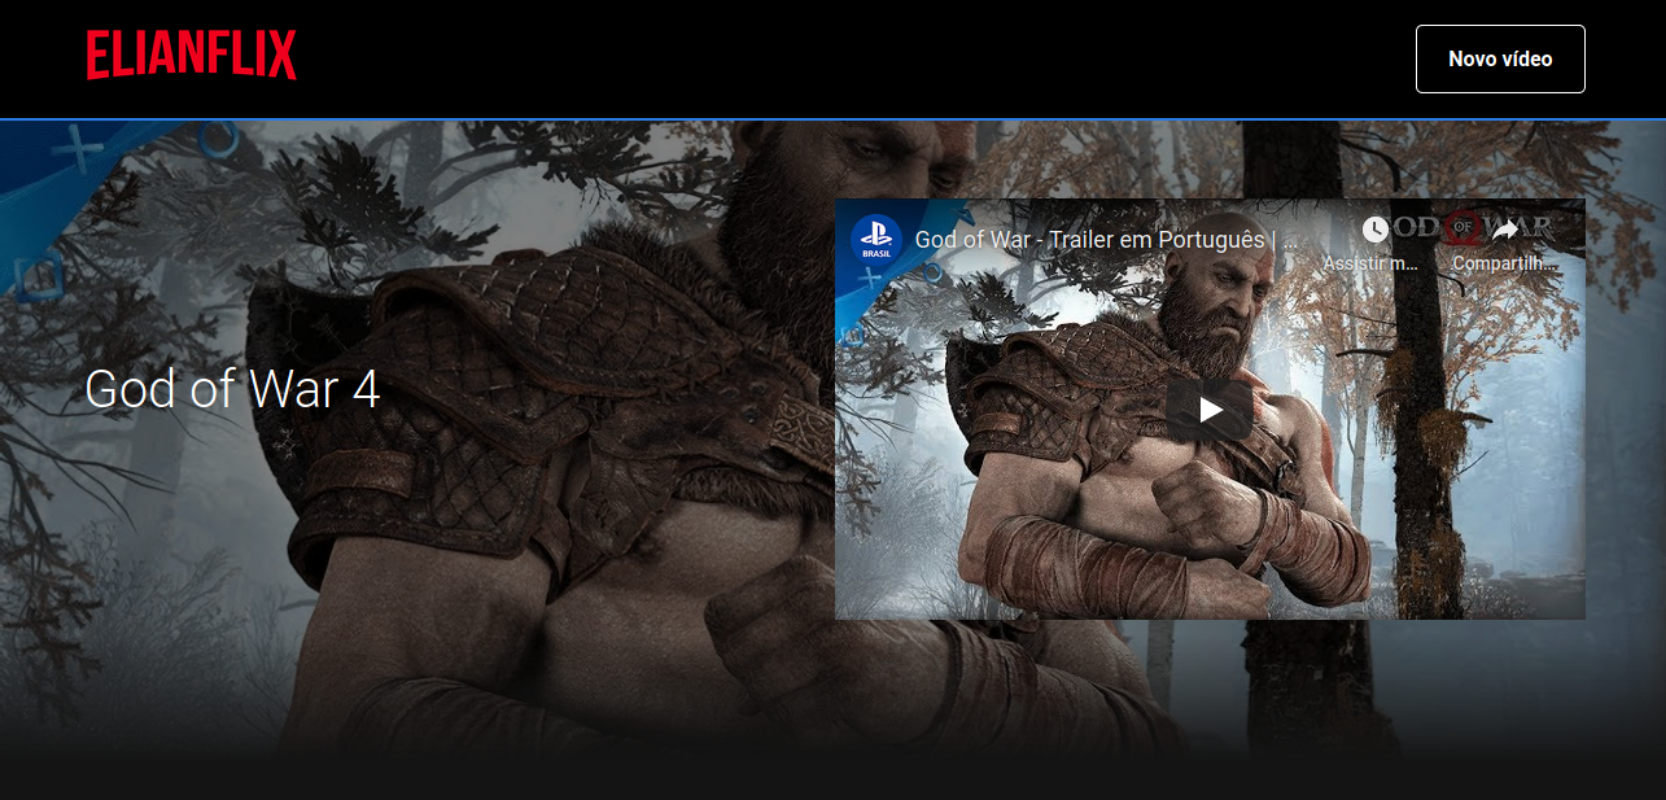 ELIANFLIX
Novo vídeo
God of War 4
BRASIL
God of War - Trailer em Português | ...
Assistir m...
Compartilh...
GOD OF WAR